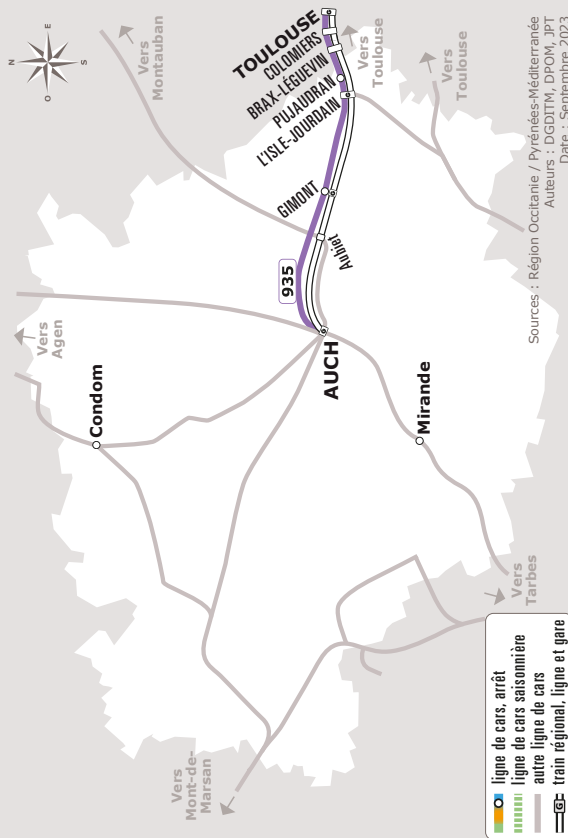 N
E
S
O
Vers
Montauban
TOULOUSE
COLOMIERS
BRAX-LÉGUEVIN
PUJAUDRAN
L'ISLE-JOURDAIN
Vers
Toulouse
Vers
Toulouse
GIMONT
Aubiet
935
AUCH
Vers
Agen
Condom
Mirande
Vers
Tarbes
Vers
Mont-de-
Marsan
ligne de cars, arrêt
ligne de cars saisonnière
autre ligne de cars
G train régional, ligne et gare
Sources : Région Occitanie / Pyrénées-Méditerranée
Auteurs : DGDITM, DPOM, JPT
Date : Septembre 2023